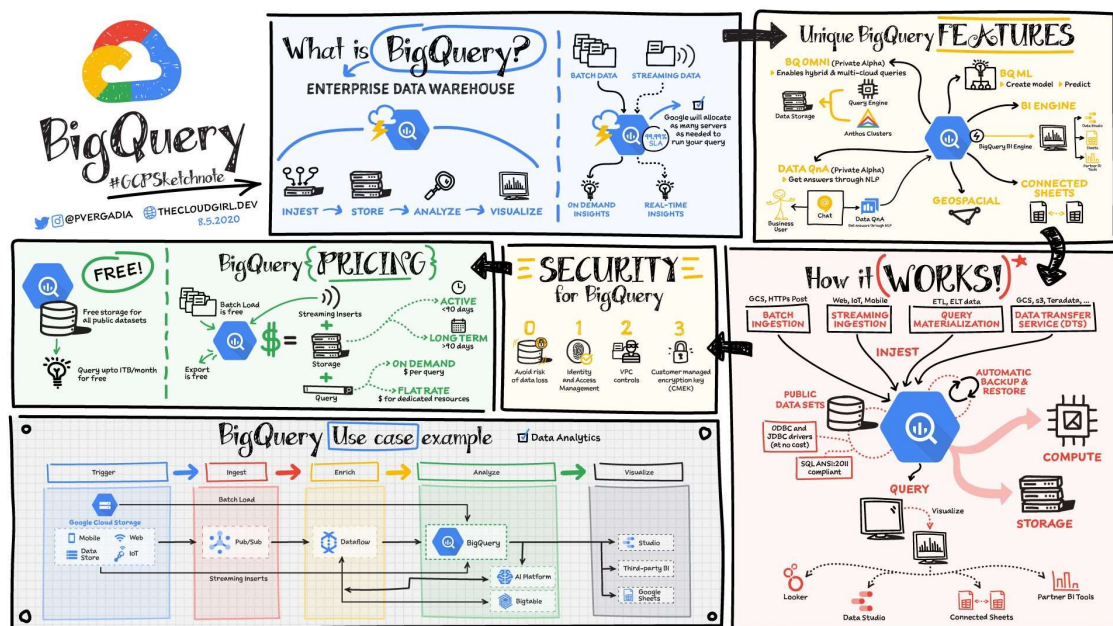 BigQuery
#GCPSketchnote
@PVERGADIA
THECLOUDGIRL.DEV
8.5.2020
What is BigQuery?
ENTERPRISE DATA WAREHOUSE
INJEST
STORE
ANALYZE
VISUALIZE
BATCH DATA
STREAMING DATA
Google will allocate
as many servers
as needed to
run your query
99.99%
SLA
ON DEMAND
INSIGHTS
REAL-TIME
INSIGHTS
Unique BigQuery FEATURES
BQ OMNI (Private Alpha)
Enables hybrid & multi-cloud queries
Query Engine
Data Storage
Anthos Clusters
BQ ML
Create model
Predict
BI ENGINE
BigQuery BI Engine
Data Studio
Sheets
Partner BI
Tools
DATA QnA (Private Alpha)
Get answers through NLP
Business
User
Chat
Data QnA
Get answers through NLP
GEOSPACIAL
CONNECTED
SHEETS
How it WORKS!*
GCS, HTTPs Post
BATCH
INGESTION
Web, IoT, Mobile
STREAMING
INGESTION
ETL, ELT data
QUERY
MATERIALIZATION
GCS, s3, Teradata, ...
DATA TRANSFER
SERVICE (DTS)
INJEST
AUTOMATIC
BACKUP &
RESTORE
PUBLIC
DATA SETS
ODBC and
JDBC drivers
(at no cost)
SQL ANSI:2011
compliant
COMPUTE
STORAGE
QUERY
Visualize
Looker
Data Studio
Connected Sheets
Partner BI Tools
SECURITY
for BigQuery
0
Avoid risk
of data loss
1
Identity
and Access
Management
2
VPC
controls
3
Customer managed
encryption key
(CMEK)
BigQuery {PRICING}
FREE!
Free storage for
all public datasets
Query upto 1TB/month
for free
Batch Load
is free
Export
is free
$ =
Streaming Inserts
+
Storage
+
Query
ACTIVE
<90 days
LONG TERM
>90 days
ON DEMAND
$ per query
FLAT RATE
$ for dedicated resources
BigQuery Use case example
Data Analytics
Trigger
Ingest
Enrich
Analyze
Visualize
Google Cloud Storage
Mobile
Web
Data
Store
IoT
Batch Load
Pub/Sub
Streaming Inserts
Dataflow
BigQuery
AI Platform
Bigtable
Studio
Third-party BI
Google
Sheets